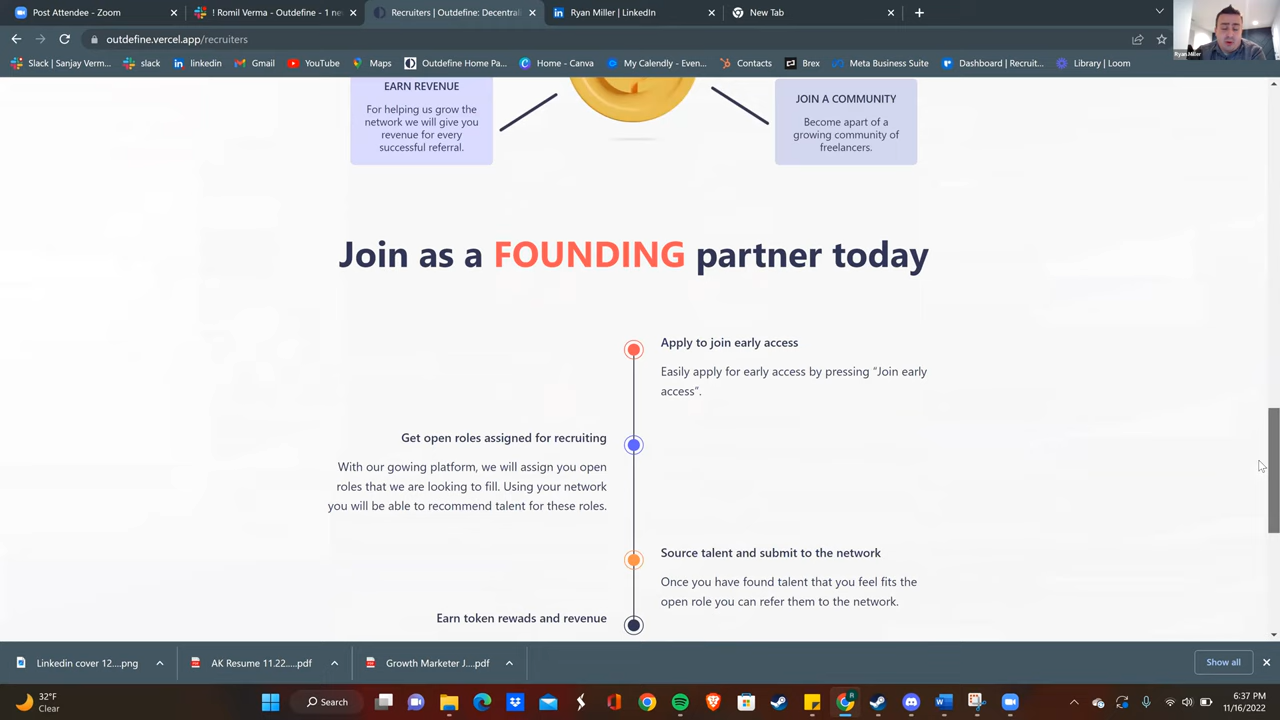 Post Attendee - Zoom
! Romil Verma - Outdefine - 1 ne
Recruiters | Outdefine: Decentrali
Ryan Miller | LinkedIn
New Tab
outdefine.vercel.app/recruiters
Ryan Miller
Slack | Sanjay Verm...
slack
linkedin
Gmail
YouTube
Maps
Outdefine Home Pa...
Home - Canva
My Calendly - Even...
Contacts
Brex
Meta Business Suite
Dashboard | Recruit...
Library | Loom
EARN REVENUE
For helping us grow the
network we will give you
revenue for every
successful referral.
JOIN A COMMUNITY
Become apart of a
growing community of
freelancers.
Join as a FOUNDING partner today
Apply to join early access
Easily apply for early access by pressing “Join early
access”.
Get open roles assigned for recruiting
With our gowing platform, we will assign you open
roles that we are looking to fill. Using your network
you will be able to recommend talent for these roles.
Source talent and submit to the network
Once you have found talent that you feel fits the
open role you can refer them to the network.
Earn token rewads and revenue
Linkedin cover 12....png
AK Resume 11.22.....pdf
Growth Marketer J....pdf
Show all
32°F
Clear
Search
6:37 PM
11/16/2022